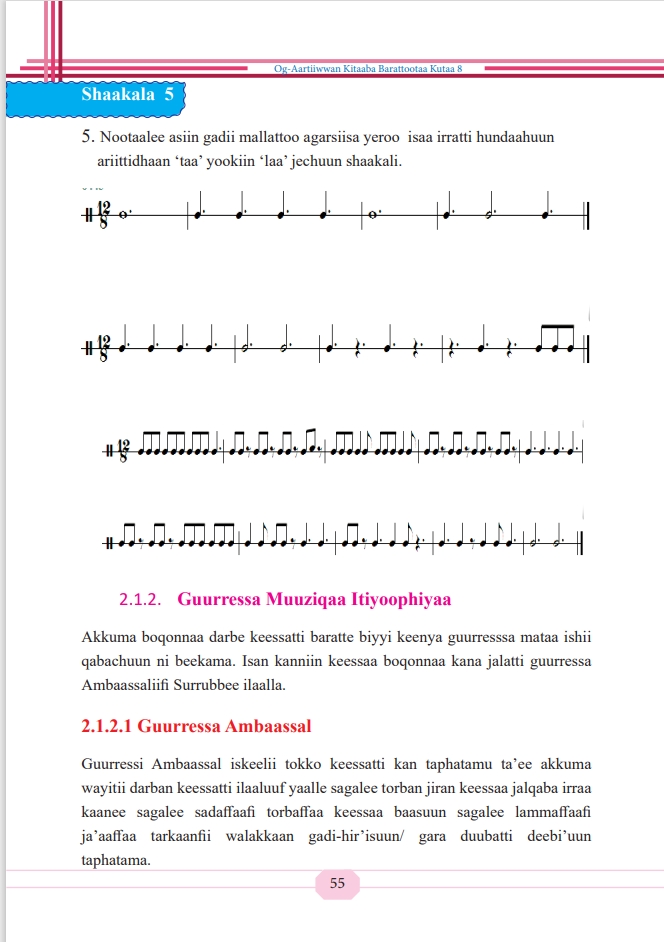 Og-Aartiiwwan Kitaaba Barattootaa Kutaa 8
Shaakala 5
5. Nootaalee asiin gadii mallattoo agarsiisa yeroo isaa irratti hundaahuun
ariittidhaan ‘taa’ yookiin ‘laa’ jechuun shaakali.
12
8
12
8
12
8
2.1.2. Guurressa Muuziqaa Itiyoophiyaa
Akkuma boqonnaa darbe keessatti baratte biyyi keenya guurresssa mataa ishii
qabachuun ni beekama. Isan kanniin keessaa boqonnaa kana jalatti guurressa
Ambaassaliifi Surrubbee ilaalla.
2.1.2.1 Guurressa Ambaassal
Guurressi Ambaasal iskeelii tokko keessatti kan taphatamu ta’ee akkuma
wayitii darban keessatti ilaaluuf yaalle sagalee torban jiran keessaa jalqaba irraa
kaanee sagalee sadaffaafi torbaffaa keessaa baasuun sagalee lammaffaafi
ja’aaffaa tarkaanfii walakkaan gadi-hir’isuun/ gara duubatti deebi’uun
taphatama.
55